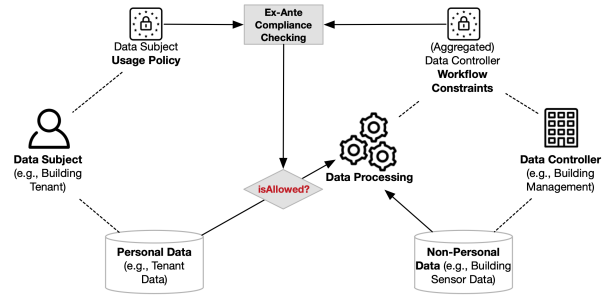 Ex-Ante
Compliance
Checking
Data Subject
Usage Policy
(Aggregated)
Data Controller
Workflow
Constraints
Data Subject
(e.g., Building
Tenant)
Data Processing
Data Controller
(e.g., Building
Management)
isAllowed?
Personal Data
(e.g., Tenant
Data)
Non-Personal
Data (e.g., Building
Sensor Data)